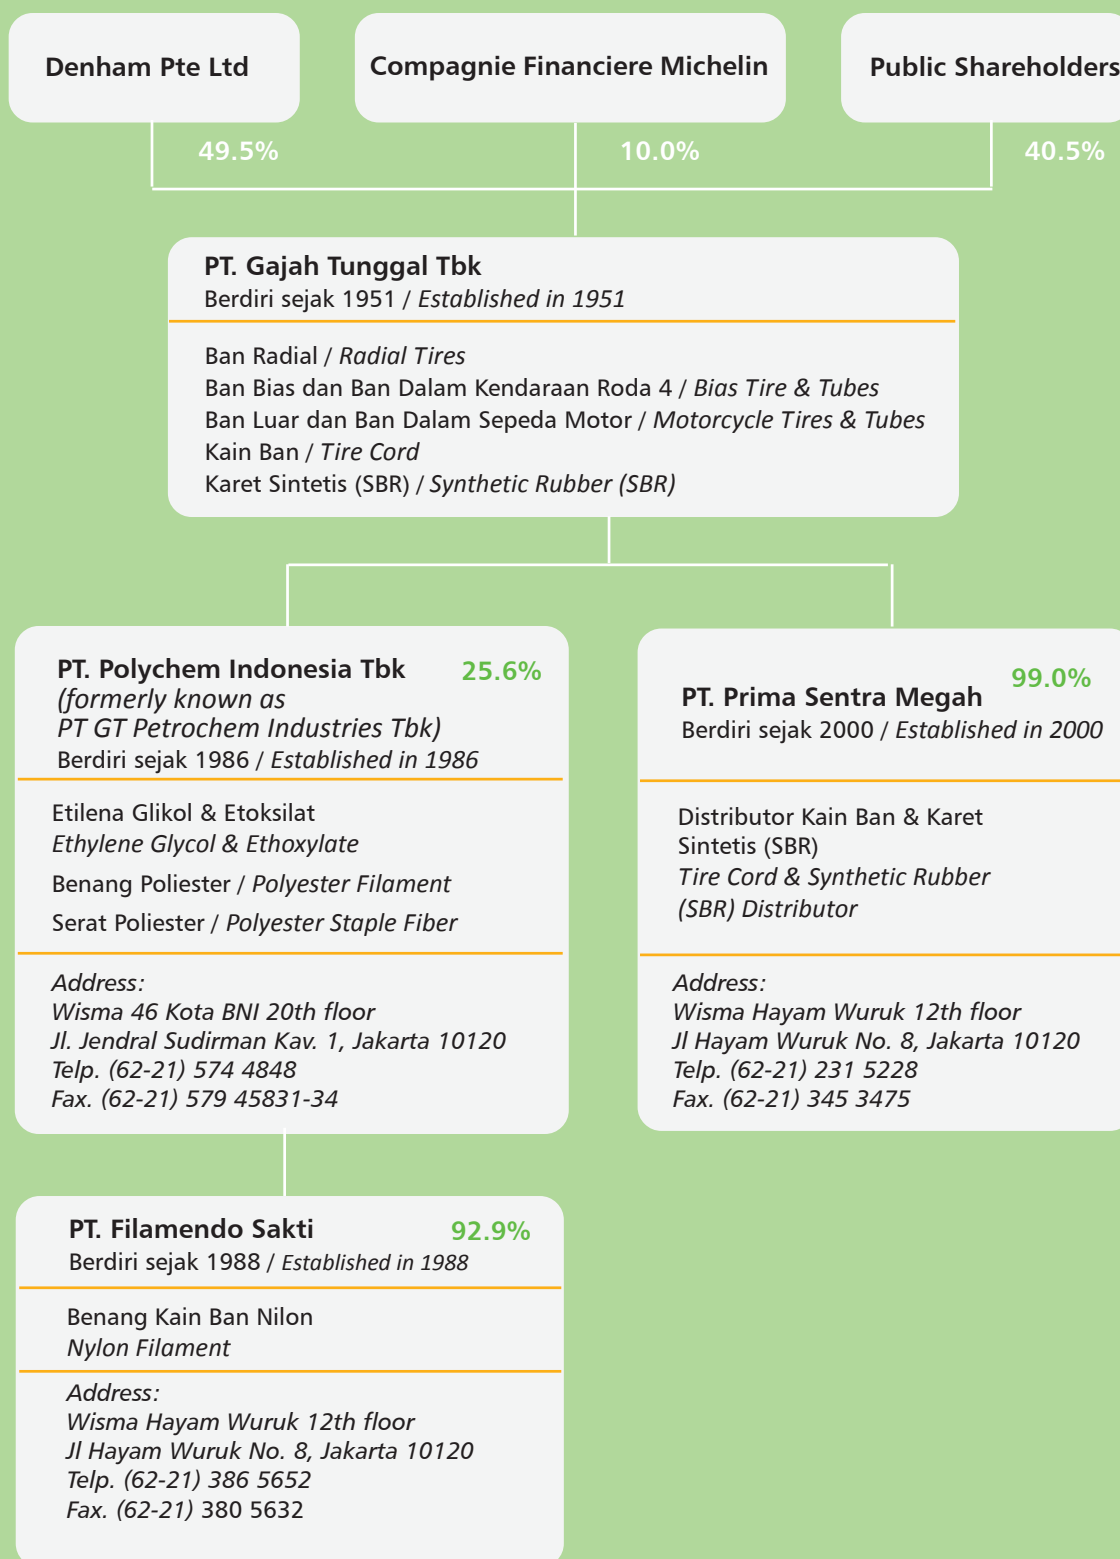 Denham Pte Ltd
Compagnie Financiere Michelin
Public Shareholders
49.5%
10.0%
40.5%
PT. Gajah Tunggal Tbk
Berdiri sejak 1951 / Established in 1951
Ban Radial / Radial Tires
Ban Bias dan Ban Dalam Kendaraan Roda 4 / Bias Tire & Tubes
Ban Luar dan Ban Dalam Sepeda Motor / Motorcycle Tires & Tubes
Kain Ban / Tire Cord
Karet Sintetis (SBR) / Synthetic Rubber (SBR)
PT. Polychem Indonesia Tbk 25.6%
(formerly known as
PT GT Petrochem Industries Tbk)
Berdiri sejak 1986 / Established in 1986
Etilena Glikol & Etoksilat
Ethylene Glycol & Ethoxylate
Benang Poliester / Polyester Filament
Serat Poliester / Polyester Staple Fiber
Address:
Wisma 46 Kota BNI 20th floor
Jl. Jendral Sudirman Kav. 1, Jakarta 10120
Telp. (62-21) 574 4848
Fax. (62-21) 579 45831-34
99.0%
PT. Prima Sentra Megah
Berdiri sejak 2000 / Established in 2000
Distributor Kain Ban & Karet
Sintetis (SBR)
Tire Cord & Synthetic Rubber
(SBR) Distributor
Address:
Wisma Hayam Wuruk 12th floor
Jl Hayam Wuruk No. 8, Jakarta 10120
Telp. (62-21) 231 5228
Fax. (62-21) 345 3475
PT. Filamendo Sakti 92.9%
Berdiri sejak 1988 / Established in 1988
Benang Kain Ban Nilon
Nylon Filament
Address:
Wisma Hayam Wuruk 12th floor
Jl Hayam Wuruk No. 8, Jakarta 10120
Telp. (62-21) 386 5652
Fax. (62-21) 380 5632